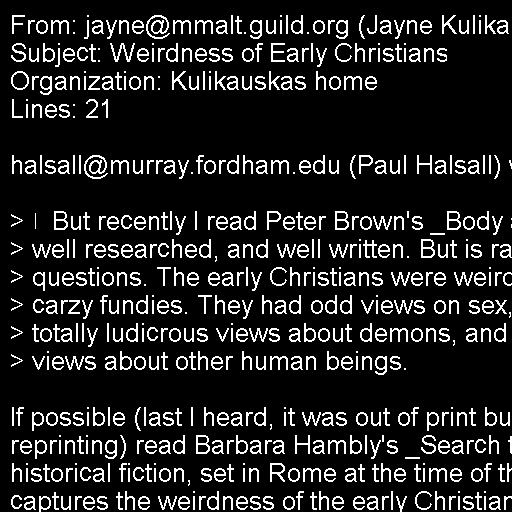 From: jayne@mmalt.guild.org (Jayne Kulika
Subject: Weirdness of Early Christians
Organization: Kulikauskas home
Lines: 21
halsall@murray.fordham.edu (Paul Halsall)
> But recently I read Peter Brown's _Body
> well researched, and well written. But is
> questions. The early Christians were weird
> carzy fundies. They had odd views on sex,
> totally ludicrous views about demons, and
> views about other human beings.
If possible (last I heard, it was out of print
reprinting) read Barbara Hambly's _Search
historical fiction, set in Rome at the time of
captures the weirdness of the early Christian